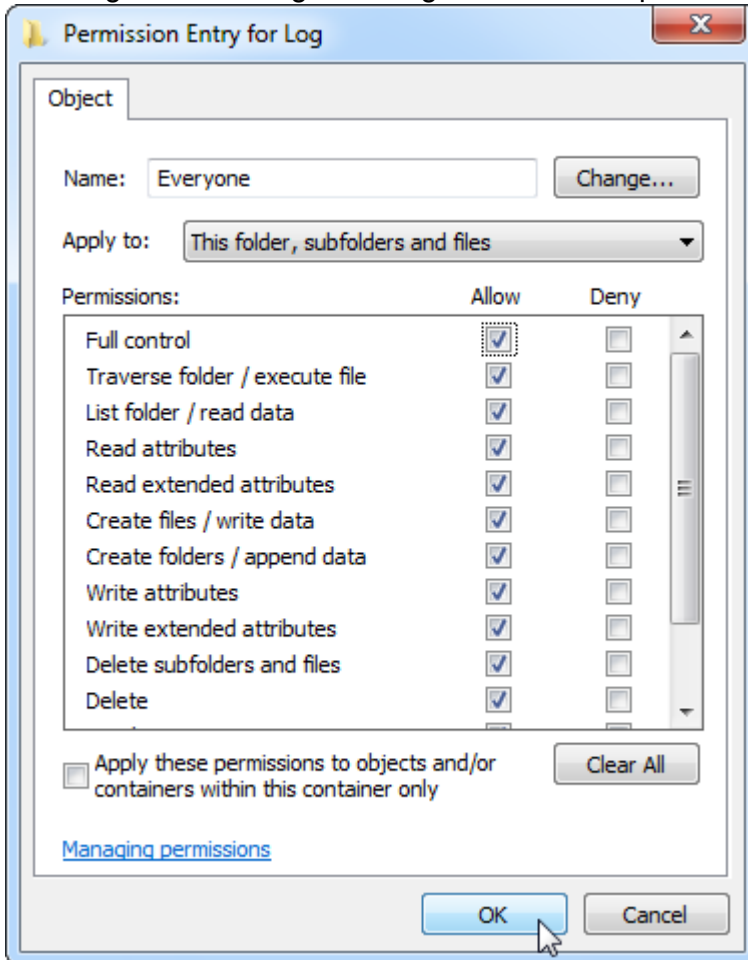 Permission Entry for Log
Object
Name: Everyone Change...
Apply to: This folder, subfolders and files
Permissions: Allow Deny
Full control
Traverse folder / execute file
List folder / read data
Read attributes
Read extended attributes
Create files / write data
Create folders / append data
Write attributes
Write extended attributes
Delete subfolders and files
Delete
Apply these permissions to objects and/or
containers within this container only
Clear All
Managing permissions
OK Cancel